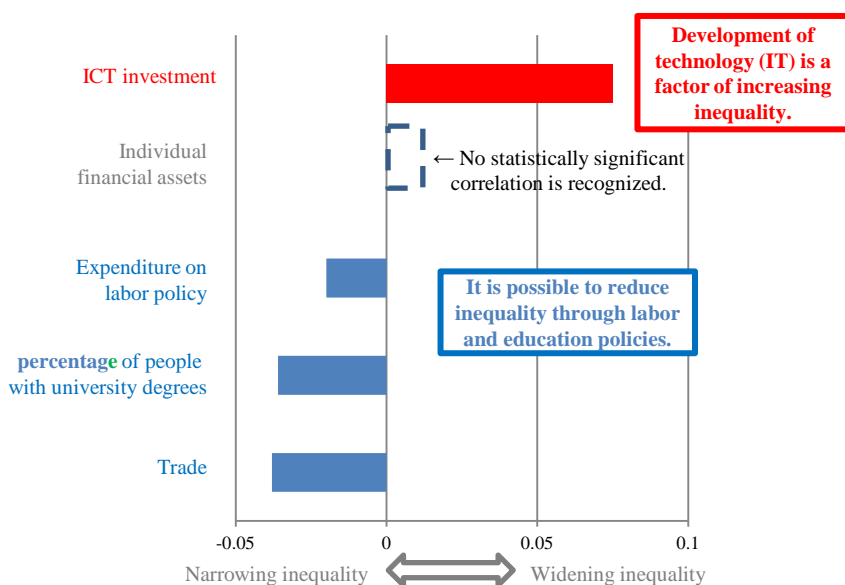 Development of
technology (IT) is a
factor of increasing
inequality.
ICT investment
Individual
financial assets
← No statistically significant
correlation is recognized.
Expenditure on
labor policy
It is possible to reduce
inequality through labor
and education policies.
percentage of people
with university degrees
Trade
-0.05
0
0.05
0.1
Narrowing inequality
Widening inequality